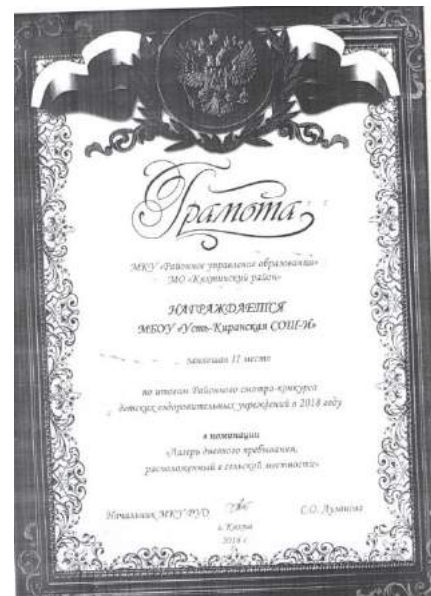 Грамота
МКУ «Районное управление образования»
МО «Кяхтинский район»
НАГРАЖДАЕТСЯ
МБОУ «Усть-Киранская СОШ-И»
занявшая II место
по итогам Районного смотра-конкурса
детских оздоровительных учреждений в 2018 году
в номинации
«Лагерь дневного пребывания,
расположенный в сельской местности»
Начальник МКУ РУО С.О.
г. Кяхта
2018 г.